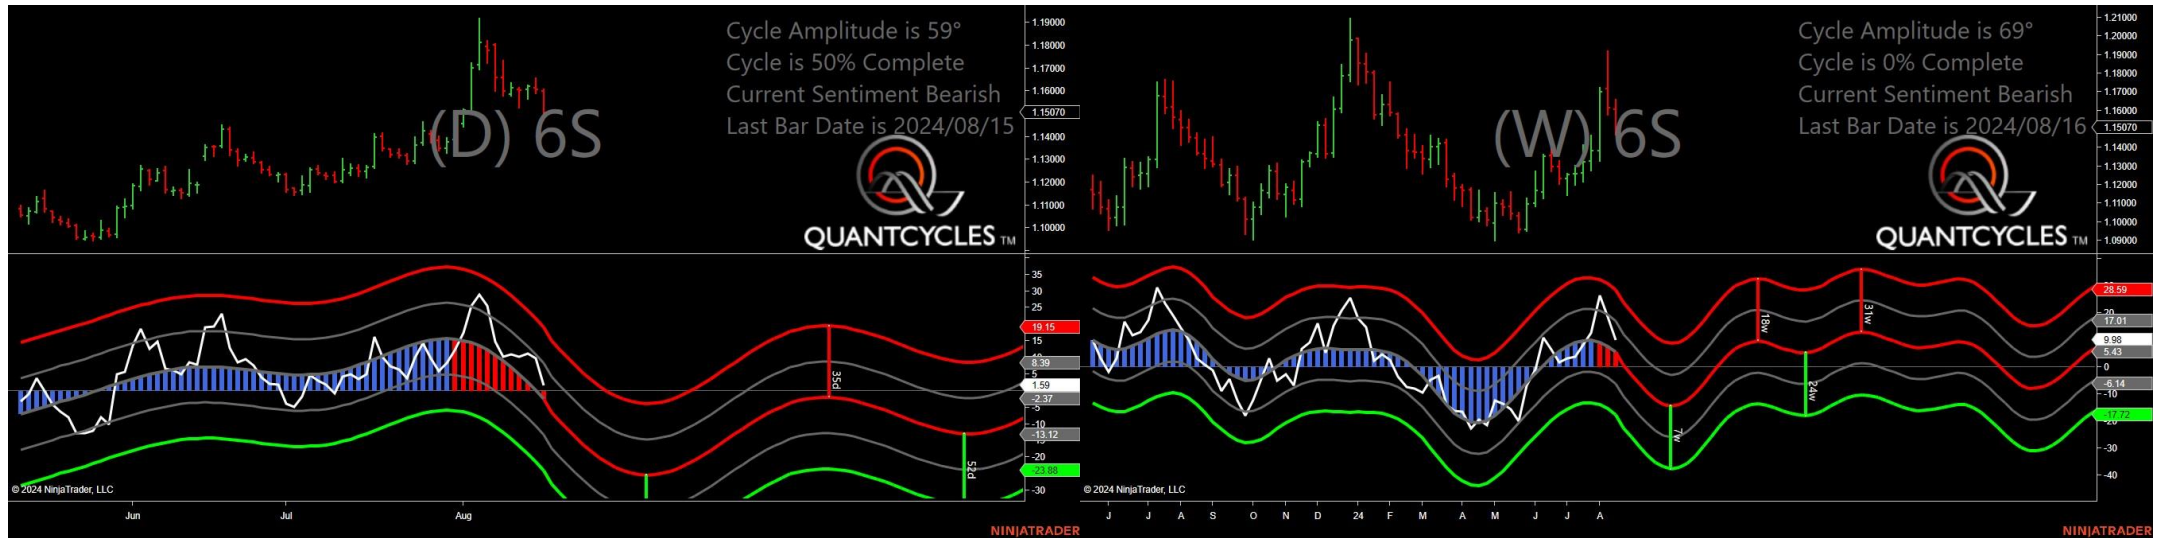 Cycle Amplitude is 59°
Cycle is 50% Complete
Current Sentiment Bearish
Last Bar Date is 2024/08/15
(D) 6S
QUANTCYCLES TM
1.19000
1.18000
1.17000
1.16000
1.15070
1.14000
1.13000
1.12000
1.11000
1.10000
35
30
25
19.15
15
8.39
5
1.59
-2.37
-5
-10
-13.12
-20
-23.88
-30
35d
52d
© 2024 NinjaTrader, LLC
Jun
Jul
Aug
NINJATRADER
Cycle Amplitude is 69°
Cycle is 0% Complete
Current Sentiment Bearish
Last Bar Date is 2024/08/16
(W) 6S
QUANTCYCLES TM
1.21000
1.20000
1.19000
1.18000
1.17000
1.16000
1.15070
1.14000
1.13000
1.12000
1.11000
1.10000
1.09000
28.59
20
17.01
9.98
5.43
0
-6.14
-10
-17.72
-20
-30
-40
7w
18w
24w
31w
© 2024 NinjaTrader, LLC
J J A S O N D 24 F M A M J J A
NINJATRADER